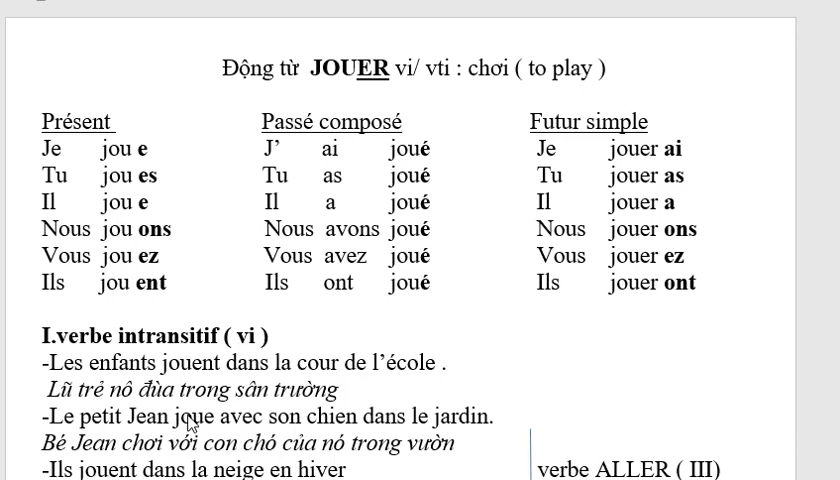 Động từ JOUER vi/ vti : chơi ( to play )
Présent Passé composé Futur simple
Je jou e J’ ai joué Je jouer ai
Tu jou es Tu as joué Tu jouer as
Il jou e Il a joué Il jouer a
Nous jou ons Nous avons joué Nous jouer ons
Vous jou ez Vous avez joué Vous jouer ez
Ils jou ent Ils ont joué Ils jouer ont
I.verbe intransitif ( vi )
-Les enfants jouent dans la cour de l’école .
Lũ trẻ nô đùa trong sân trường
-Le petit Jean joue avec son chien dans le jardin.
Bé Jean chơi với con chó của nó trong vườn
-Ils jouent dans la neige en hiver verbe ALLER ( III)